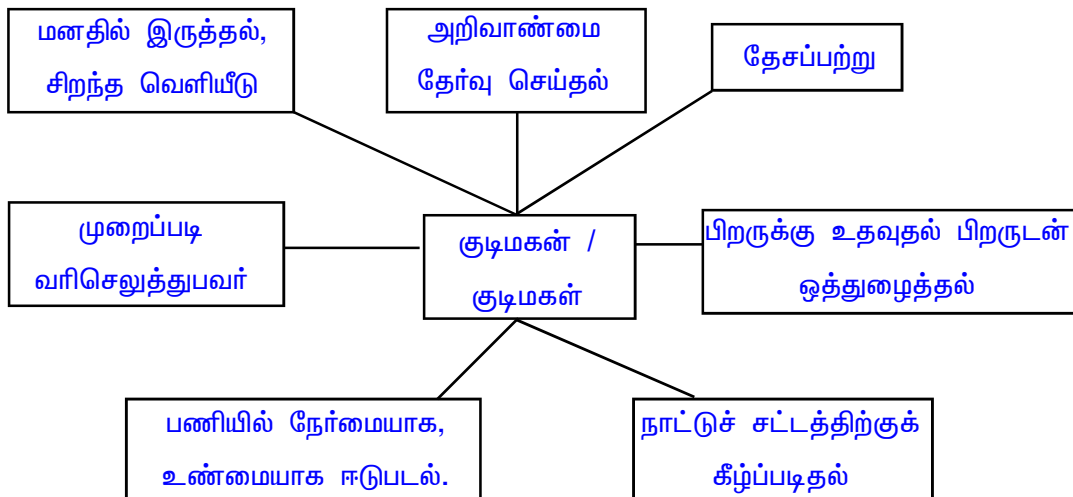 மனதில் இருத்தல்,
சிறந்த வெளியீடு
அறிவாண்மை
தேர்வு செய்தல்
தேசப்பற்று
முறைப்படி
வரிசெலுத்துபவர்
குடிமகன் /
குடிமகள்
பிறருக்கு உதவுதல் பிறருடன்
ஒத்துழைத்தல்
பணியில் நேர்மையாக,
உண்மையாக ஈடுபடல்.
நாட்டுச் சட்டத்திற்குக்
கீழ்ப்படிதல்